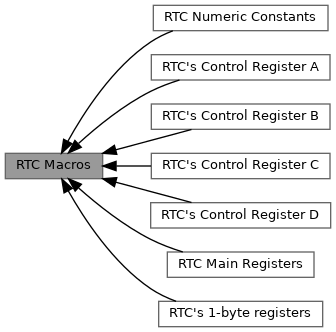 RTC Numeric Constants
RTC's Control Register A
RTC's Control Register B
RTC Macros
RTC's Control Register C
RTC's Control Register D
RTC Main Registers
RTC's 1-byte registers